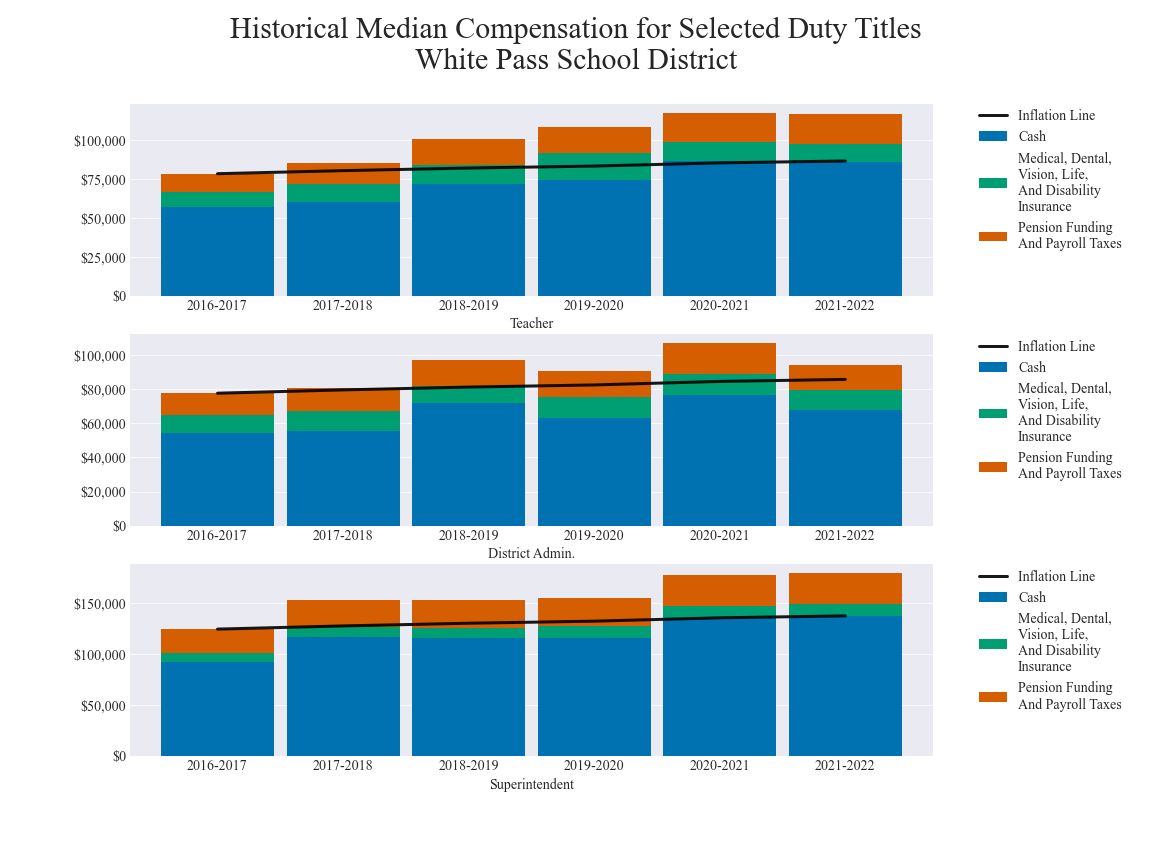 Historical Median Compensation for Selected Duty Titles
White Pass School District
$100,000
$75,000
$50,000
$25,000
$0
2016-2017 2017-2018 2018-2019 2019-2020 2020-2021 2021-2022
Teacher
Inflation Line
Cash
Medical, Dental,
Vision, Life,
And Disability
Insurance
Pension Funding
And Payroll Taxes
$100,000
$80,000
$60,000
$40,000
$20,000
$0
2016-2017 2017-2018 2018-2019 2019-2020 2020-2021 2021-2022
District Admin.
Inflation Line
Cash
Medical, Dental,
Vision, Life,
And Disability
Insurance
Pension Funding
And Payroll Taxes
$150,000
$100,000
$50,000
$0
2016-2017 2017-2018 2018-2019 2019-2020 2020-2021 2021-2022
Superintendent
Inflation Line
Cash
Medical, Dental,
Vision, Life,
And Disability
Insurance
Pension Funding
And Payroll Taxes